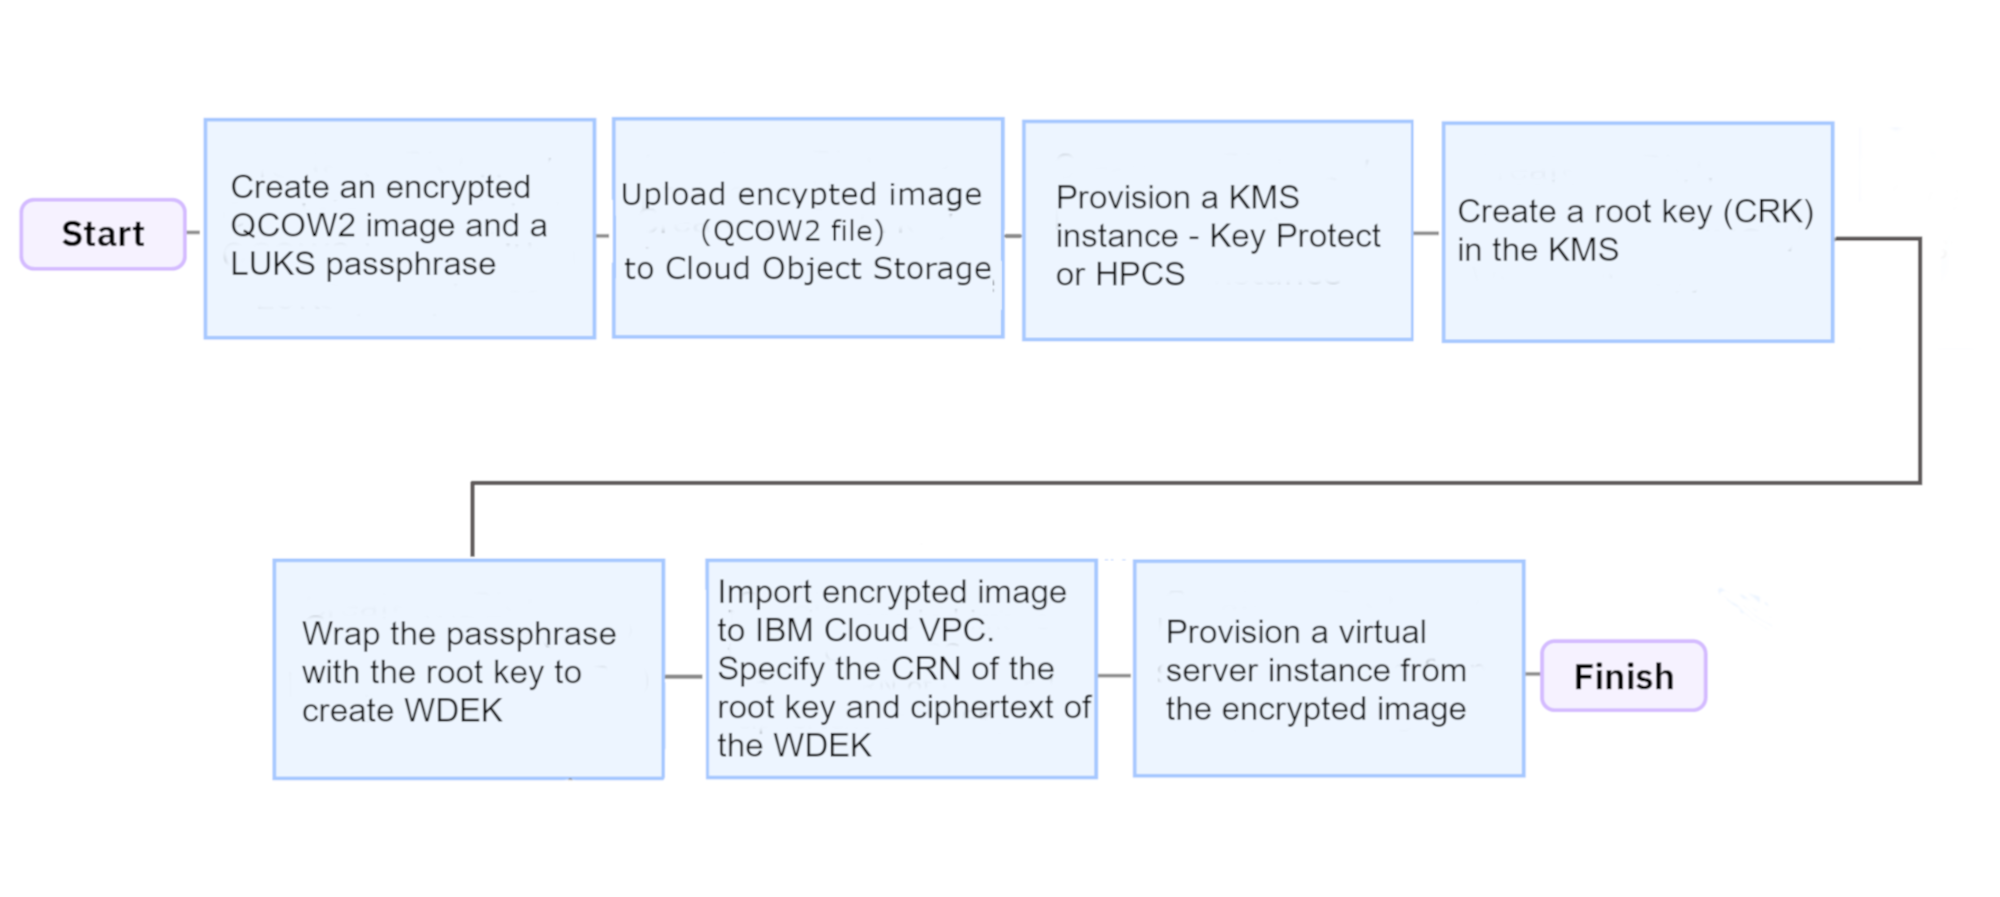 Start
Create an encrypted
QCOW2 image and a
LUKS passphrase
Upload encypted image
(QCOW2 file)
to Cloud Object Storage
Provision a KMS
instance - Key Protect
or HPCS
Create a root key (CRK)
in the KMS
Wrap the passphrase
with the root key to
create WDEK
Import encrypted image
to IBM Cloud VPC.
Specify the CRN of the
root key and ciphertext of
the WDEK
Provision a virtual
server instance from
the encrypted image
Finish